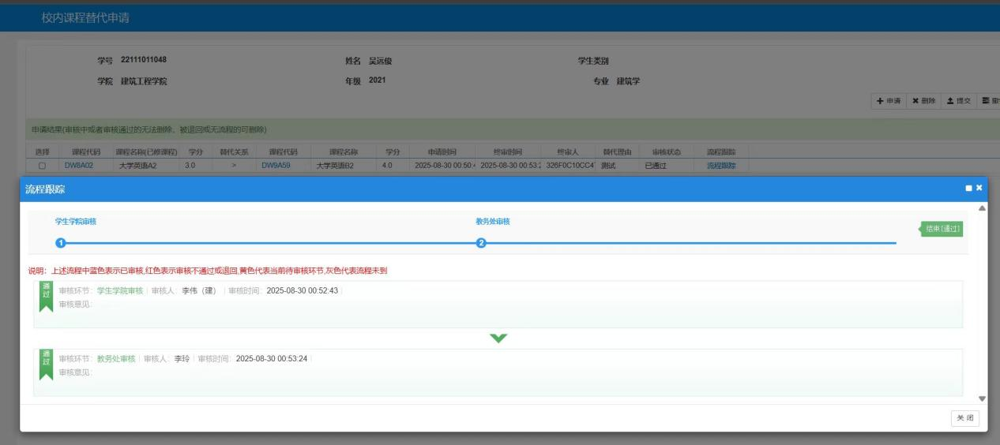 校内课程替代申请
学号 22111011048 姓名 吴远俊 学生类别
学院 建筑工程学院 年级 2021 专业 建筑学
申请 删除 提交
申请结果(审核中或者审核通过的无法删除、被退回或无流程的可删除)
选择 课程代码 课程名称(已修课程) 学分 替代关系 课程代码 课程名称 学分 申请时间 终审时间 终审人 替代理由 审核状态 流程跟踪
DW8A02 大学英语A2 3.0 > DW9A59 大学英语B2 4.0 2025-08-30 00:50: 2025-08-30 00:53: 326F0C10CC4 测试 已通过 流程跟踪
流程跟踪
学生学院审核 教务处审核
1 2 结束[通过]
说明：上述流程中蓝色表示已审核,红色表示审核不通过或退回,黄色代表当前待审核环节,灰色代表流程未到
通过 审核环节：学生学院审核 审核人：李伟（建） 审核时间：2025-08-30 00:52:43
审核意见：
通过 审核环节：教务处审核 审核人：李玲 审核时间：2025-08-30 00:53:24
审核意见：
关闭